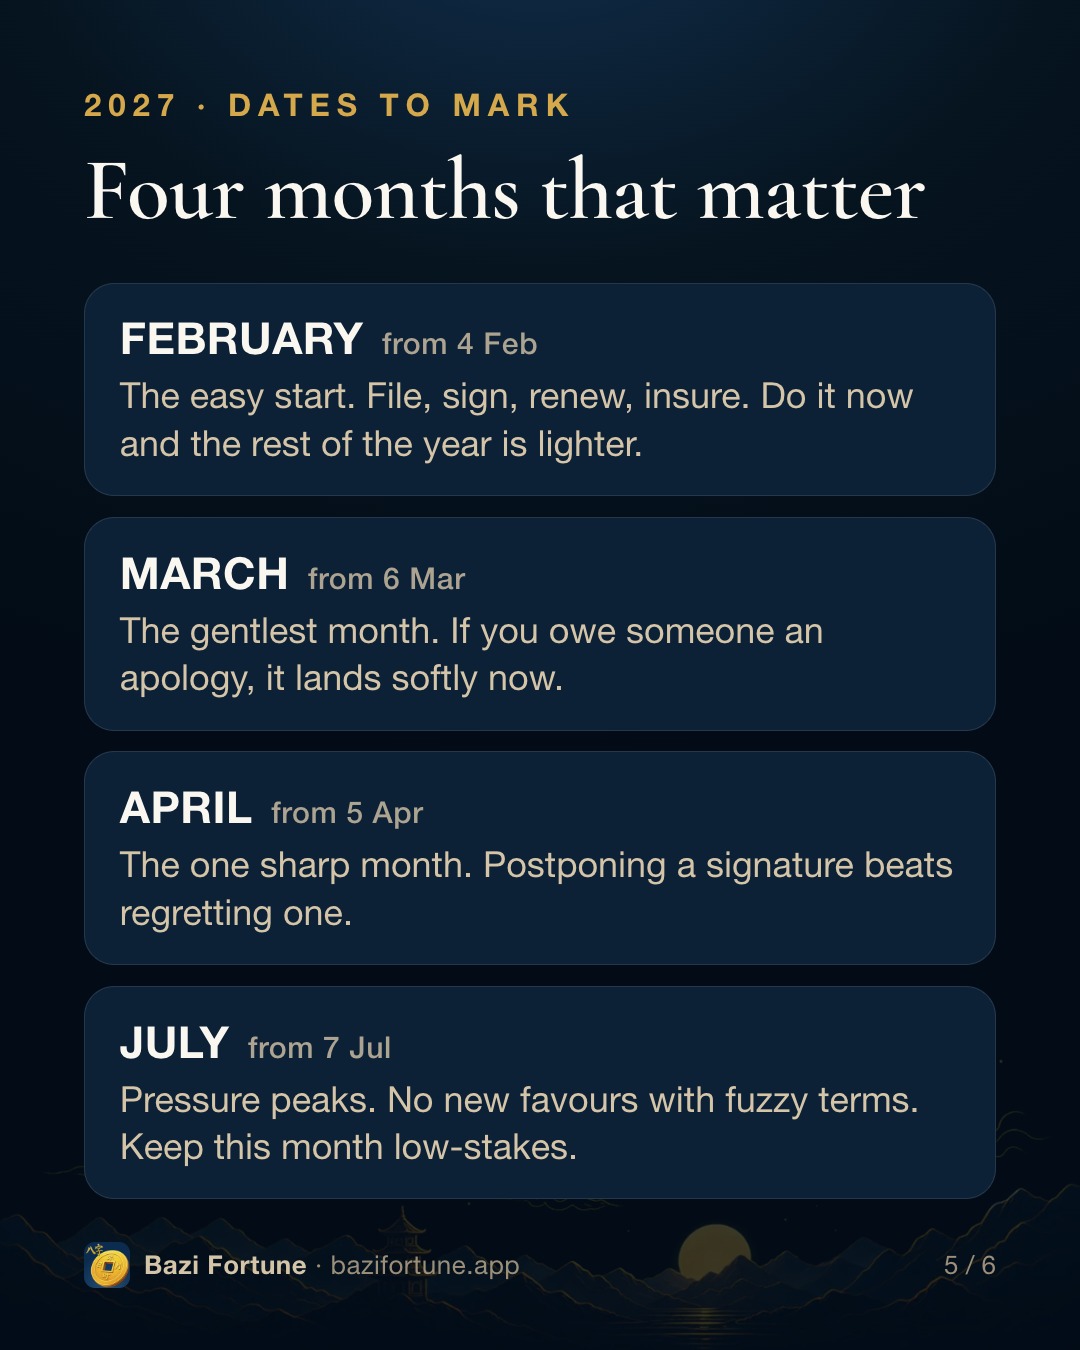 2027 · DATES TO MARK
Four months that matter
FEBRUARY from 4 Feb
The easy start. File, sign, renew, insure. Do it now
and the rest of the year is lighter.
MARCH from 6 Mar
The gentlest month. If you owe someone an
apology, it lands softly now.
APRIL from 5 Apr
The one sharp month. Postponing a signature beats
regretting one.
JULY from 7 Jul
Pressure peaks. No new favours with fuzzy terms.
Keep this month low-stakes.
八字
Bazi Fortune · bazifortune.app
5 / 6